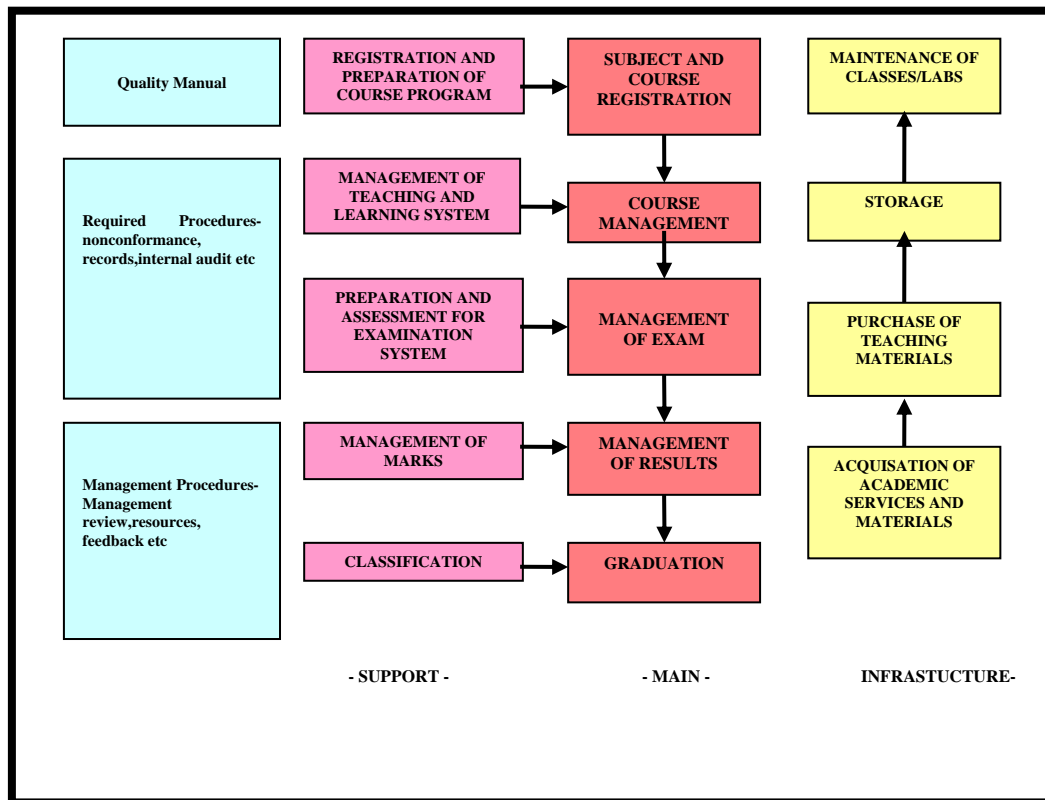 Quality Manual
Required Procedures-
nonconformance,
records,internal audit etc
Management Procedures-
Management
review,resources,
feedback etc
REGISTRATION AND
PREPARATION OF
COURSE PROGRAM
MANAGEMENT OF
TEACHING AND
LEARNING SYSTEM
PREPARATION AND
ASSESSMENT FOR
EXAMINATION
SYSTEM
MANAGEMENT OF
MARKS
CLASSIFICATION
- SUPPORT -
SUBJECT AND
COURSE
REGISTRATION
COURSE
MANAGEMENT
MANAGEMENT
OF EXAM
MANAGEMENT
OF RESULTS
GRADUATION
- MAIN -
MAINTENANCE OF
CLASSES/LABS
STORAGE
PURCHASE OF
TEACHING
MATERIALS
ACQUISATION OF
ACADEMIC
SERVICES AND
MATERIALS
INFRASTUCTURE-